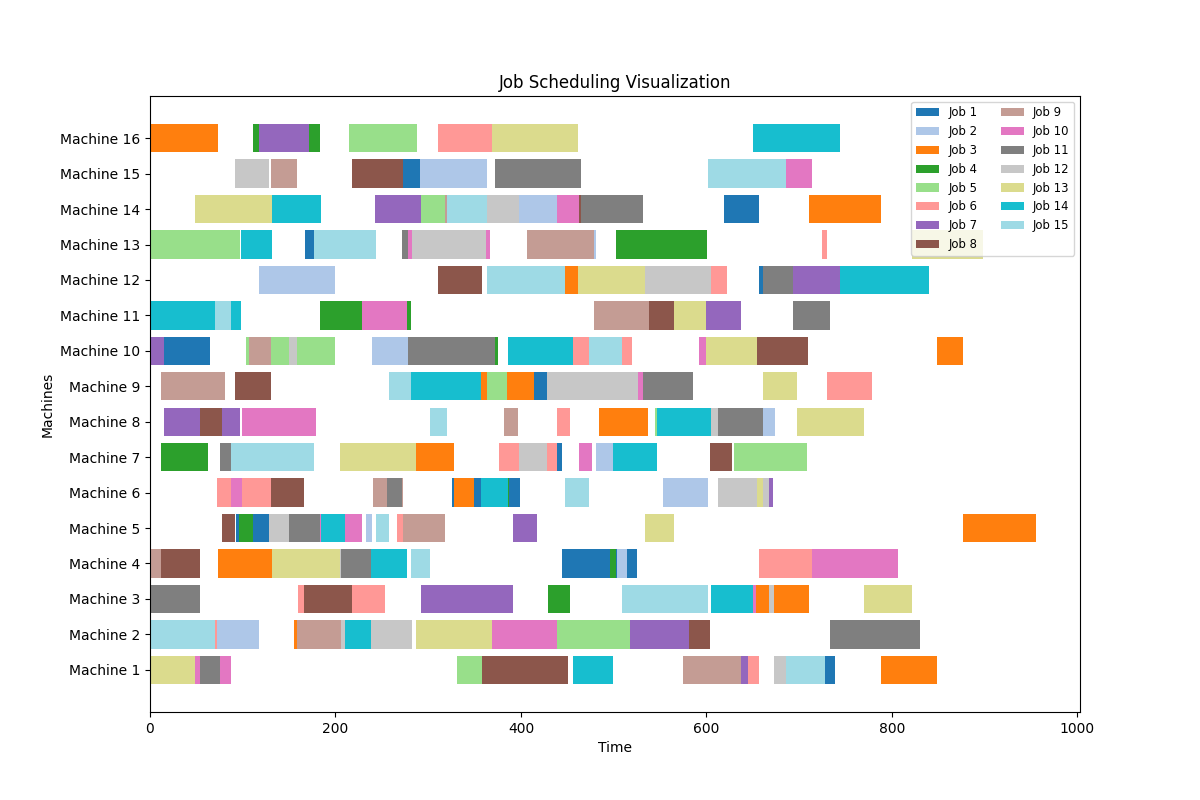 Job Scheduling Visualization
Machine 16
Machine 15
Machine 14
Machine 13
Machine 12
Machine 11
Machine 10
Machine 9
Machine 8
Machine 7
Machine 6
Machine 5
Machine 4
Machine 3
Machine 2
Machine 1
Machines
0 200 400 600 800 1000
Time
Job 1
Job 2
Job 3
Job 4
Job 5
Job 6
Job 7
Job 8
Job 9
Job 10
Job 11
Job 12
Job 13
Job 14
Job 15